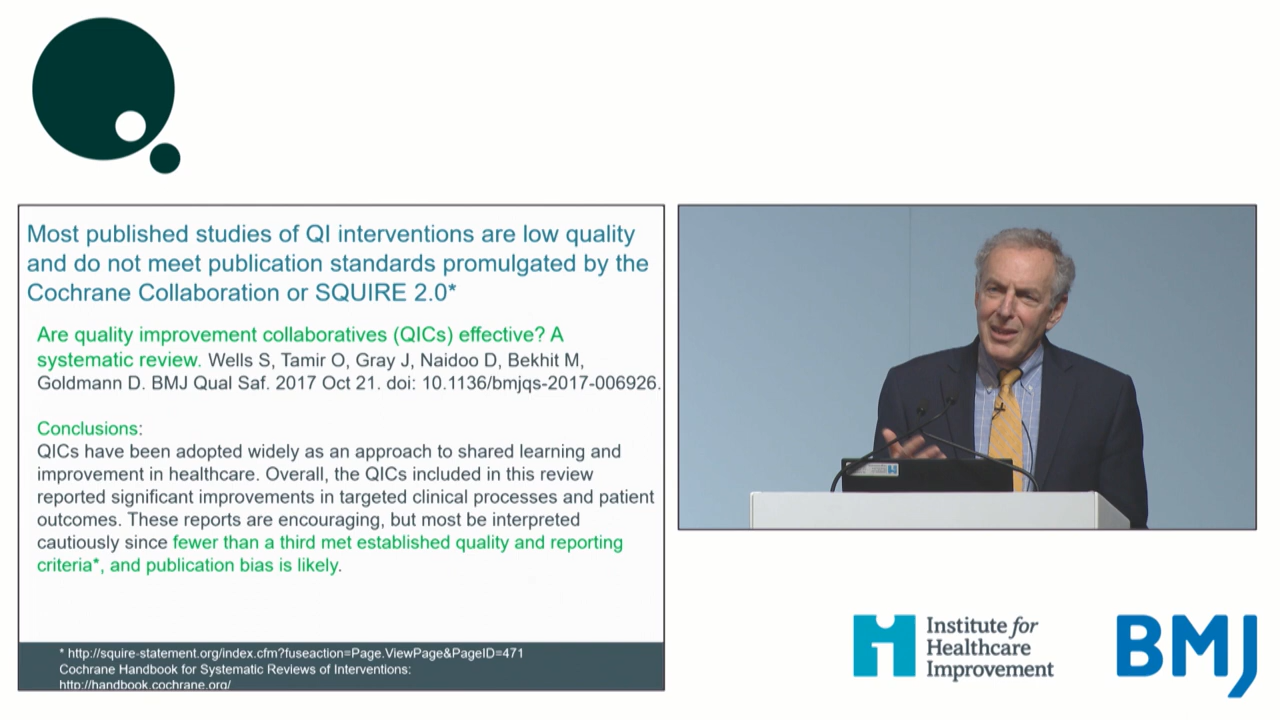 Most published studies of QI interventions are low quality
and do not meet publication standards promulgated by the
Cochrane Collaboration or SQUIRE 2.0*
Are quality improvement collaboratives (QICs) effective? A
systematic review. Wells S, Tamir O, Gray J, Naidoo D, Bekhit M,
Goldmann D. BMJ Qual Saf. 2017 Oct 21. doi: 10.1136/bmjqs-2017-006926.
Conclusions:
QICs have been adopted widely as an approach to shared learning and
improvement in healthcare. Overall, the QICs included in this review
reported significant improvements in targeted clinical processes and patient
outcomes. These reports are encouraging, but most be interpreted
cautiously since fewer than a third met established quality and reporting
criteria*, and publication bias is likely.
* http://squire-statement.org/index.cfm?fuseaction=Page.ViewPage&PageID=471
Cochrane Handbook for Systematic Reviews of Interventions:
http://handbook.cochrane.org/
Institute for
Healthcare
Improvement
BMJ